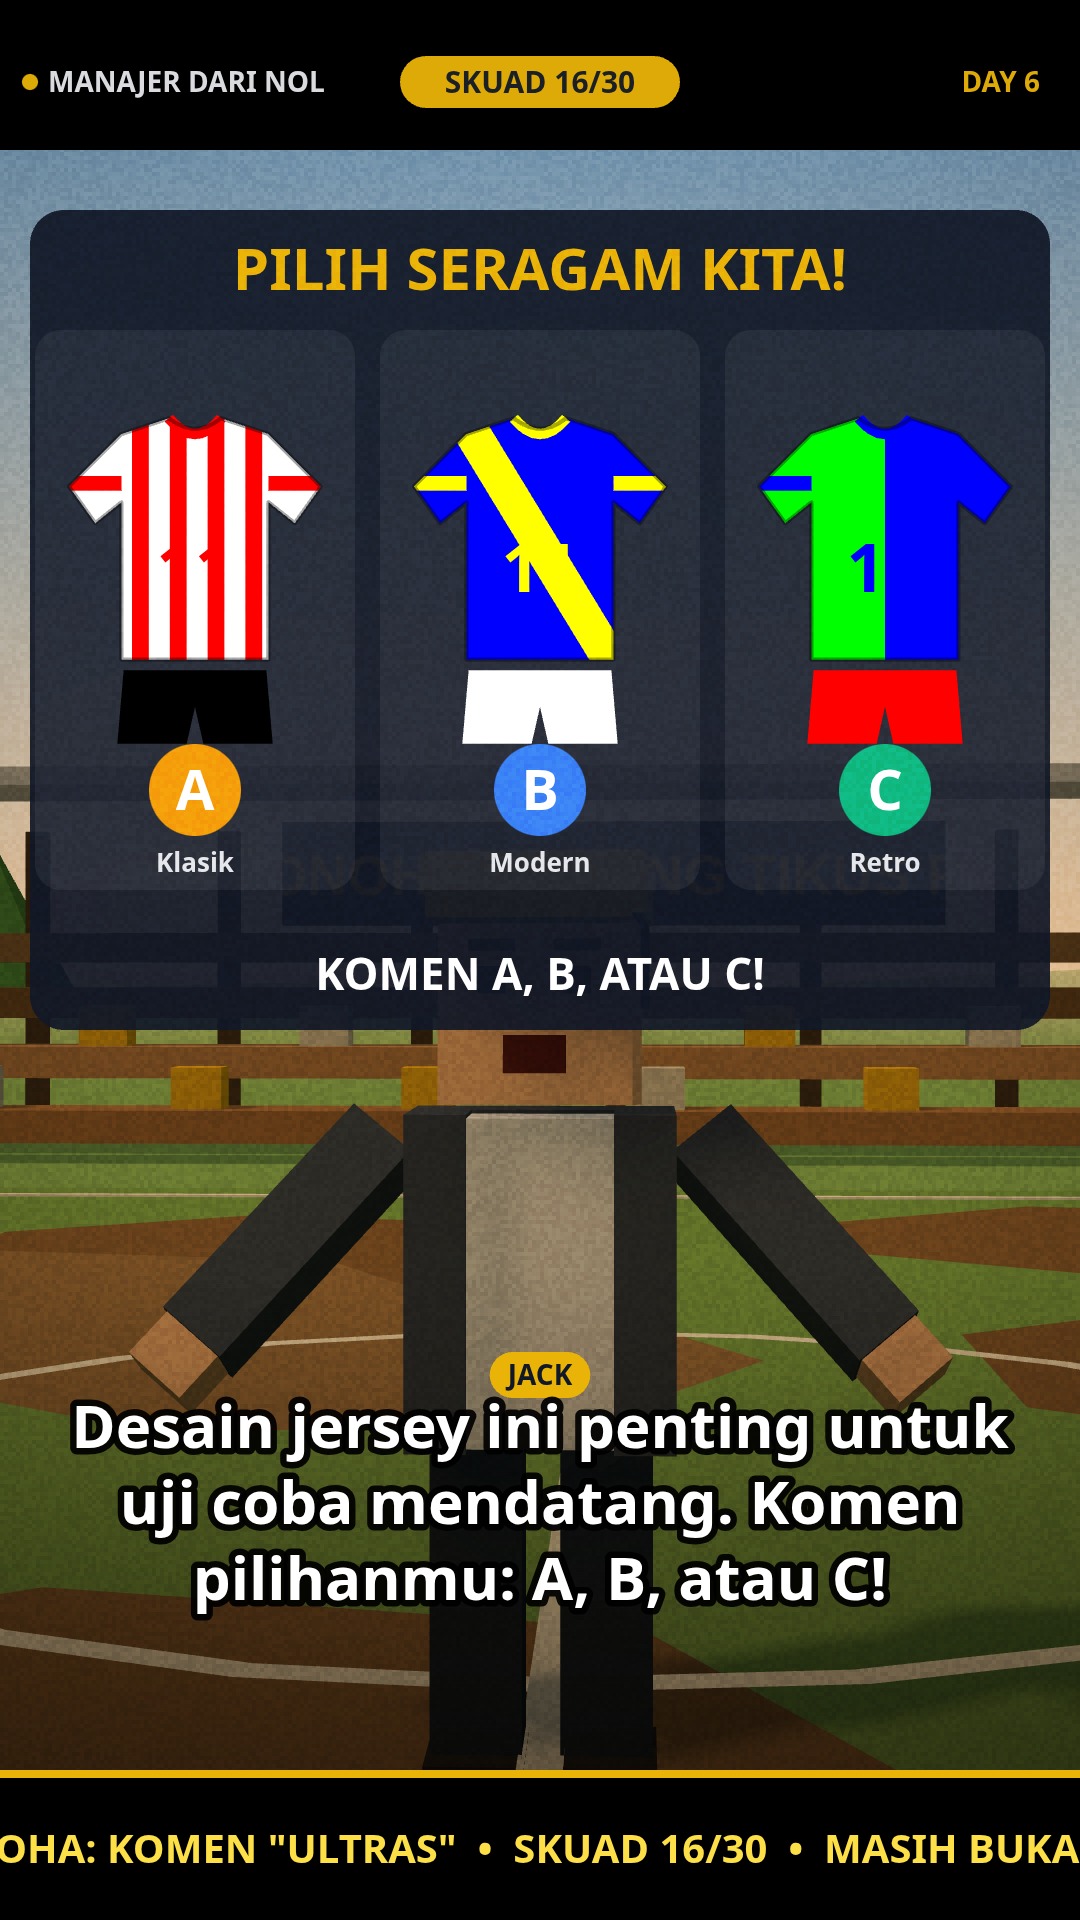 MANAJER DARI NOL
SKUAD 16/30
DAY 6
PILIH SERAGAM KITA!
1
A
B
C
Klasik
Modern
Retro
KOMEN A, B, ATAU C!
JACK
Desain jersey ini penting untuk
uji coba mendatang. Komen
pilihanmu: A, B, atau C!
OHA: KOMEN "ULTRAS" • SKUAD 16/30 • MASIH BUKA